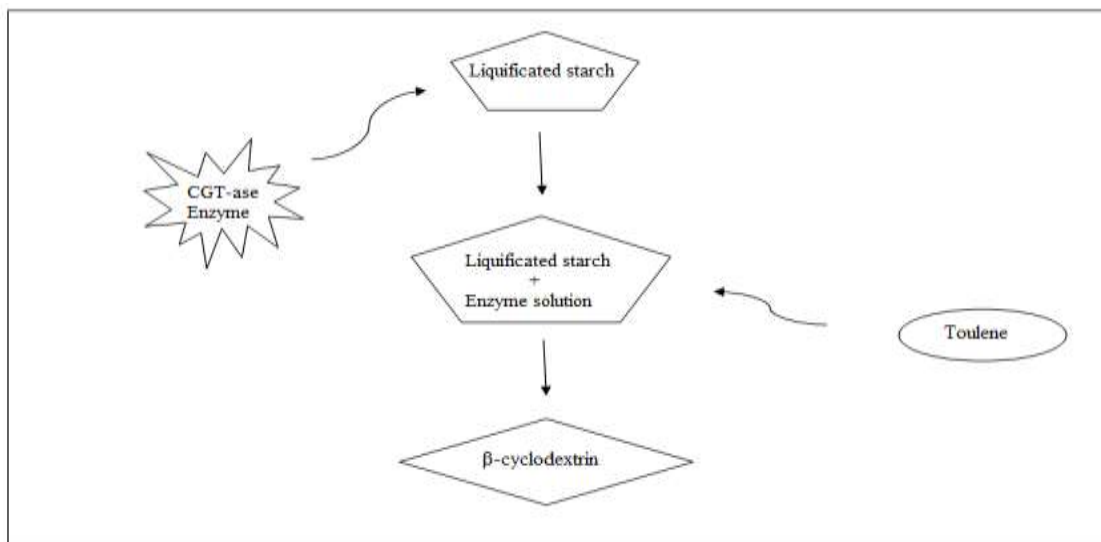 Liquificated starch
CGT-ase
Enzyme
Liquificated starch
+
Enzyme solution
Toulene
β-cyclodextrin